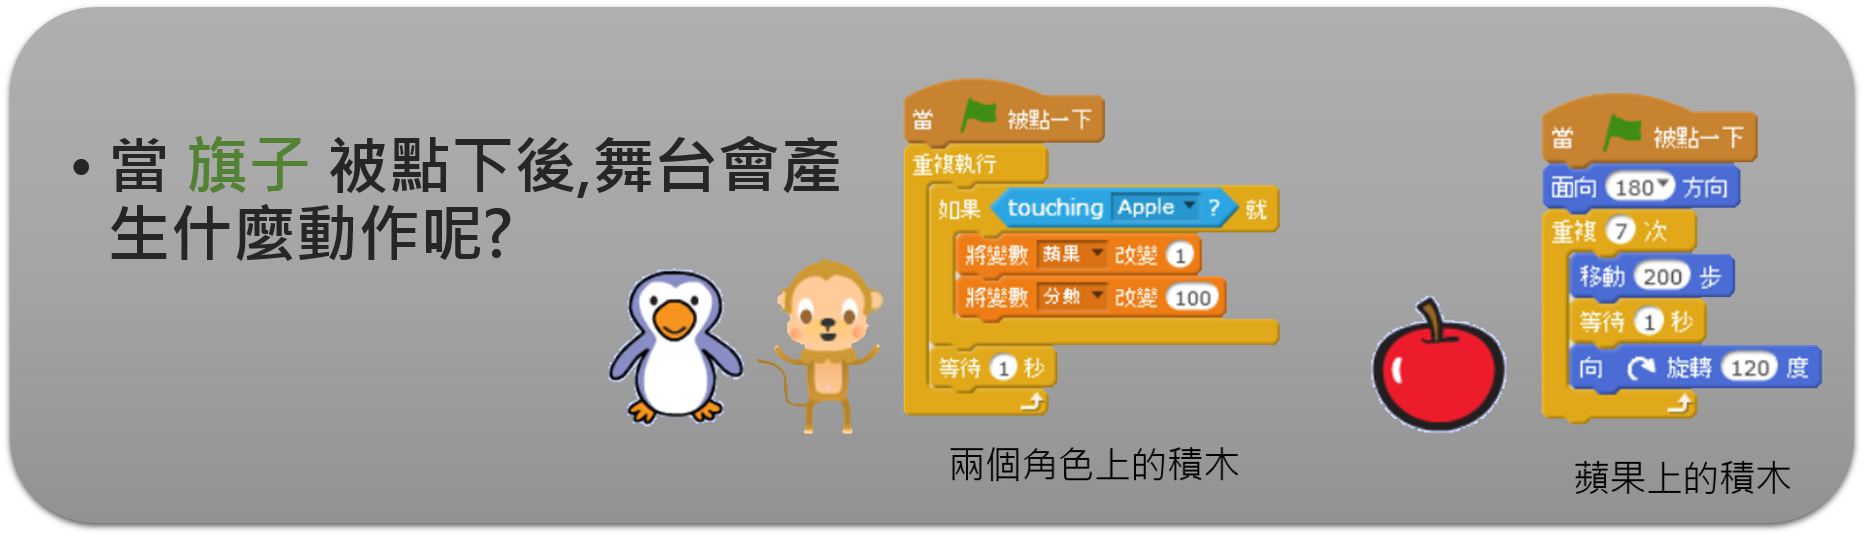 • 當 旗子 被點下後,舞台會產
生什麼動作呢?
當 被點一下
重複執行
如果 touching Apple ? 就
將變數 蘋果 改變 1
將變數 分數 改變 100
等待 1 秒
兩個角色上的積木
當 被點一下
面向 180 方向
重複 7 次
移動 200 步
等待 1 秒
向 旋轉 120 度
蘋果上的積木